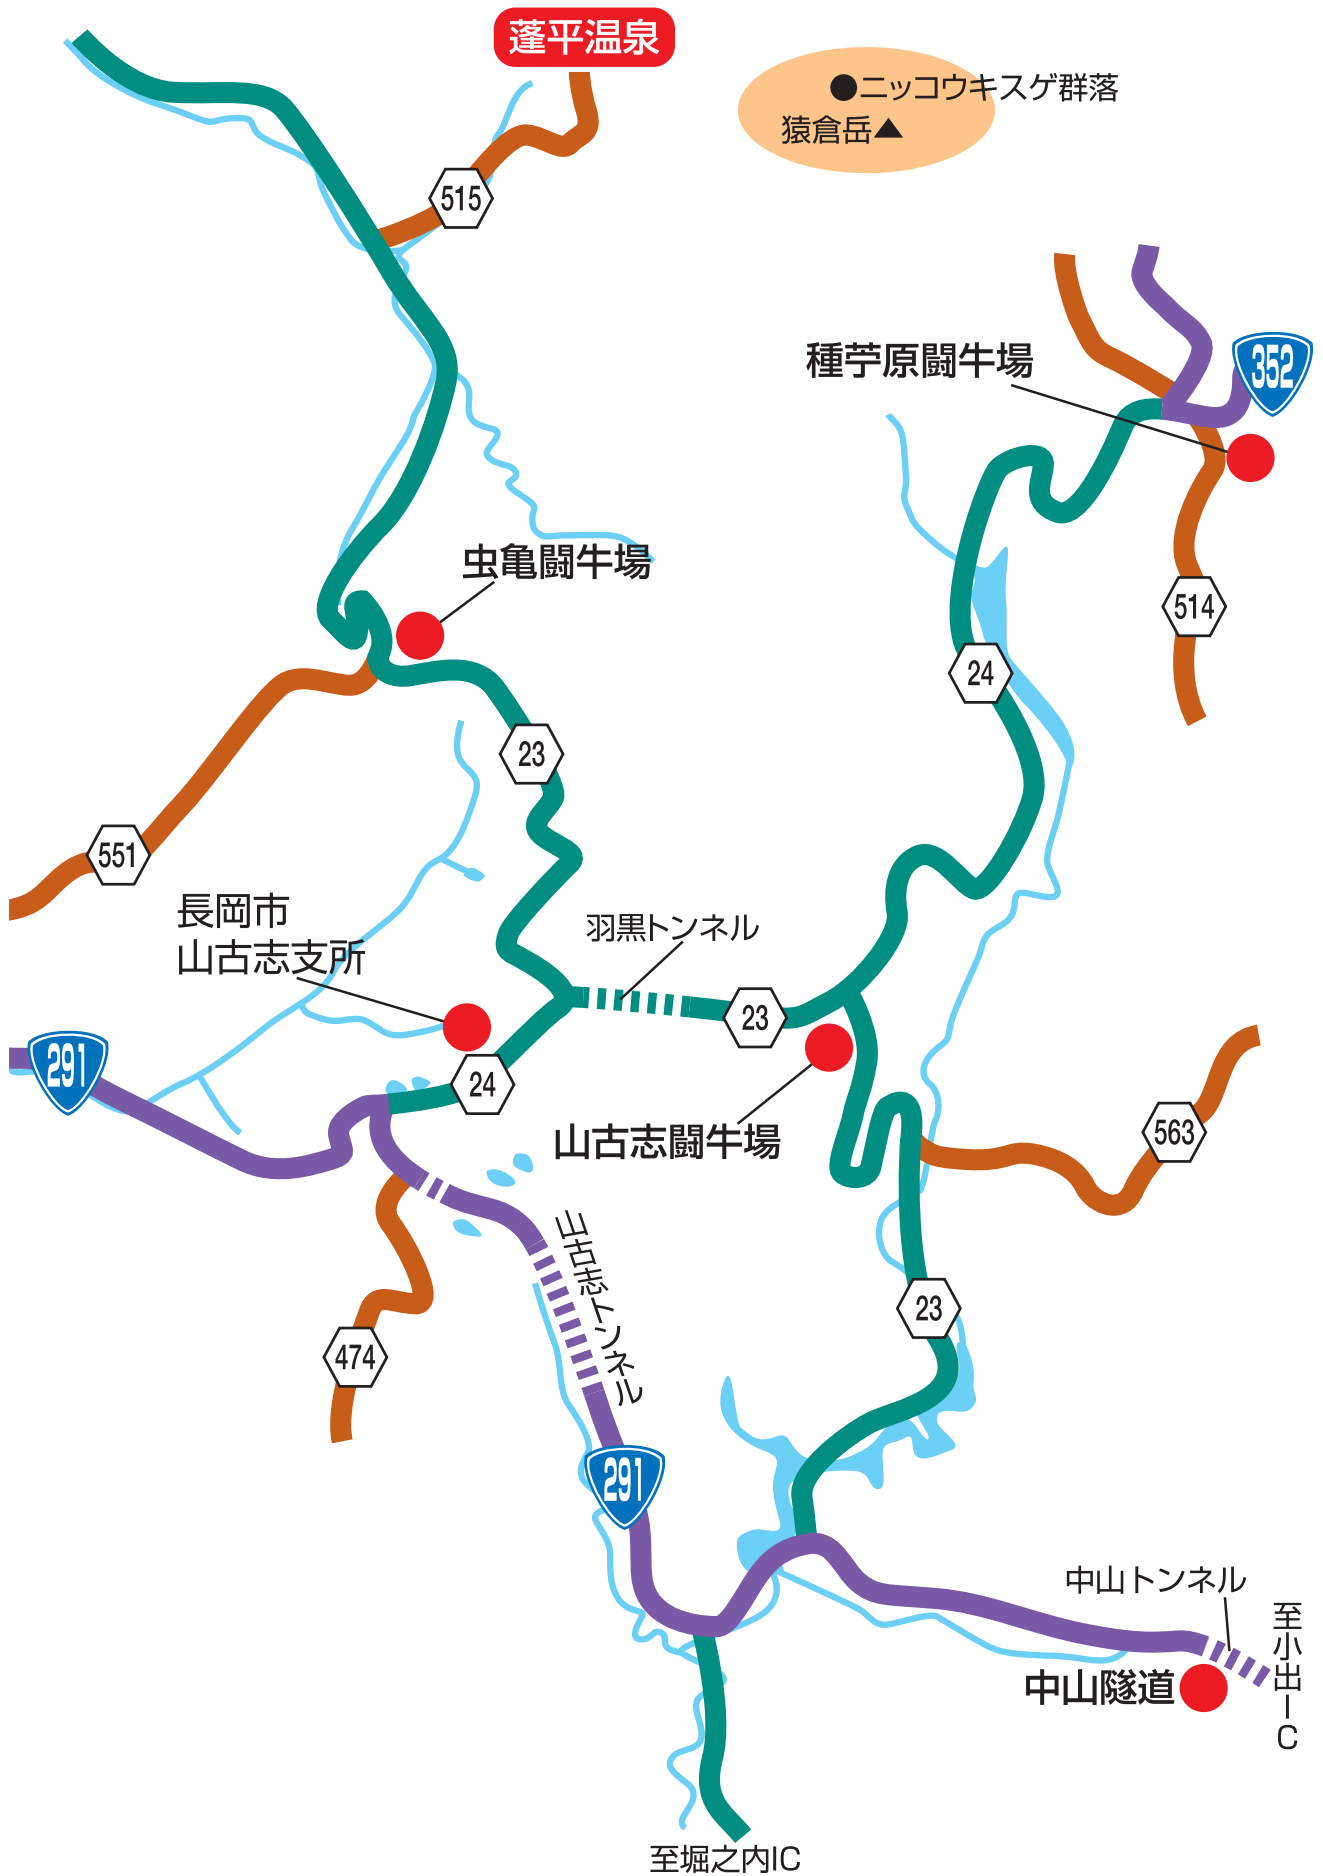 蓬平温泉
●ニッコウキスゲ群落
猿倉岳▲
515
種苧原闘牛場
352
虫亀闘牛場
514
24
23
551
長岡市
山古志支所
羽黒トンネル
23
291
24
山古志闘牛場
563
山古志トンネル
23
474
291
中山トンネル
至小出IC
中山隧道
至堀之内IC